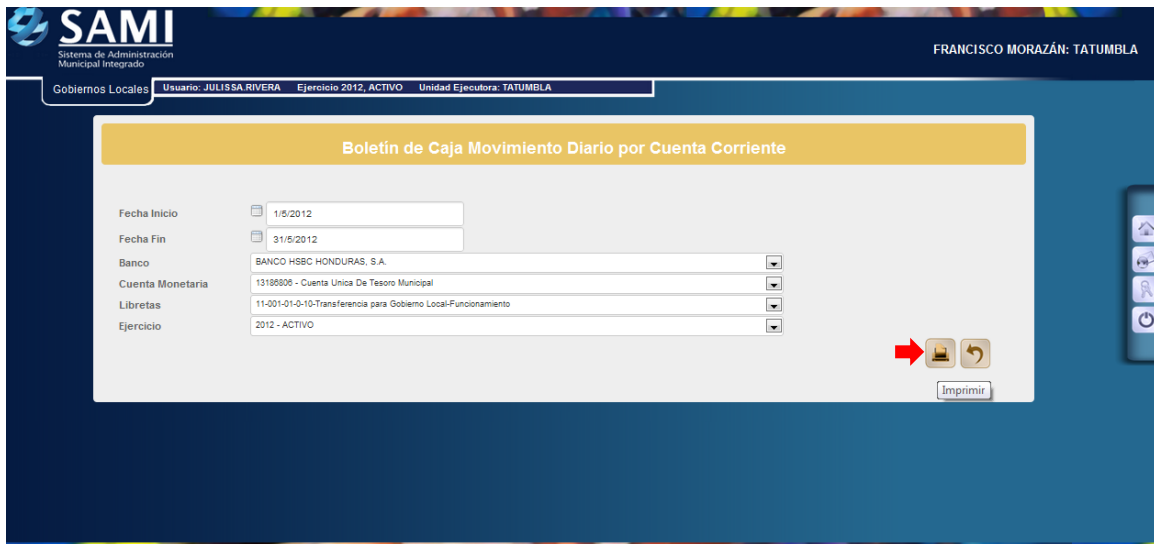 SAMI
Sistema de Administración
Municipal Integrado
FRANCISCO MORAZÁN: TATUMBLA
Gobiernos Locales
Usuario: JULISSA.RIVERA Ejercicio 2012, ACTIVO Unidad Ejecutora: TATUMBLA
Boletín de Caja Movimiento Diario por Cuenta Corriente
Fecha Inicio 1/5/2012
Fecha Fin 31/5/2012
Banco BANCO HSBC HONDURAS, S.A.
Cuenta Monetaria 13186806 - Cuenta Unica De Tesoro Municipal
Libretas 11-001-01-0-10-Transferencia para Gobierno Local-Funcionamiento
Ejercicio 2012 - ACTIVO
Imprimir